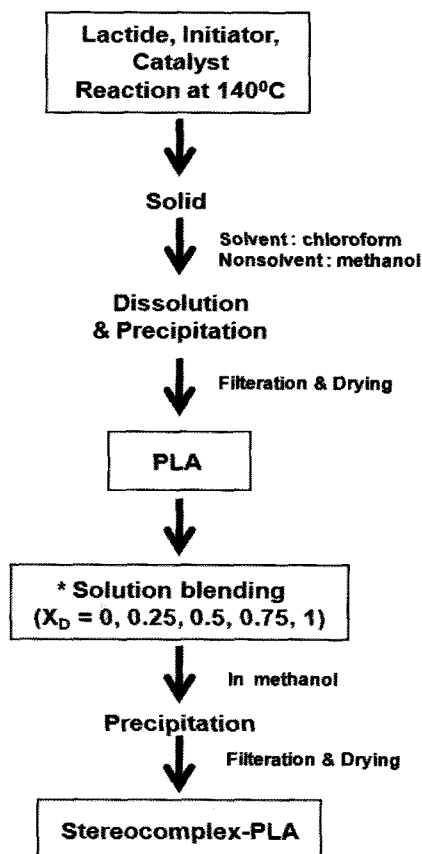 Lactide, Initiator,
Catalyst
Reaction at 140⁰C
Solid
Solvent : chloroform
Nonsolvent : methanol
Dissolution
& Precipitation
Filteration & Drying
PLA
* Solution blending
(X_D = 0, 0.25, 0.5, 0.75, 1)
In methanol
Precipitation
Filteration & Drying
Stereocomplex-PLA